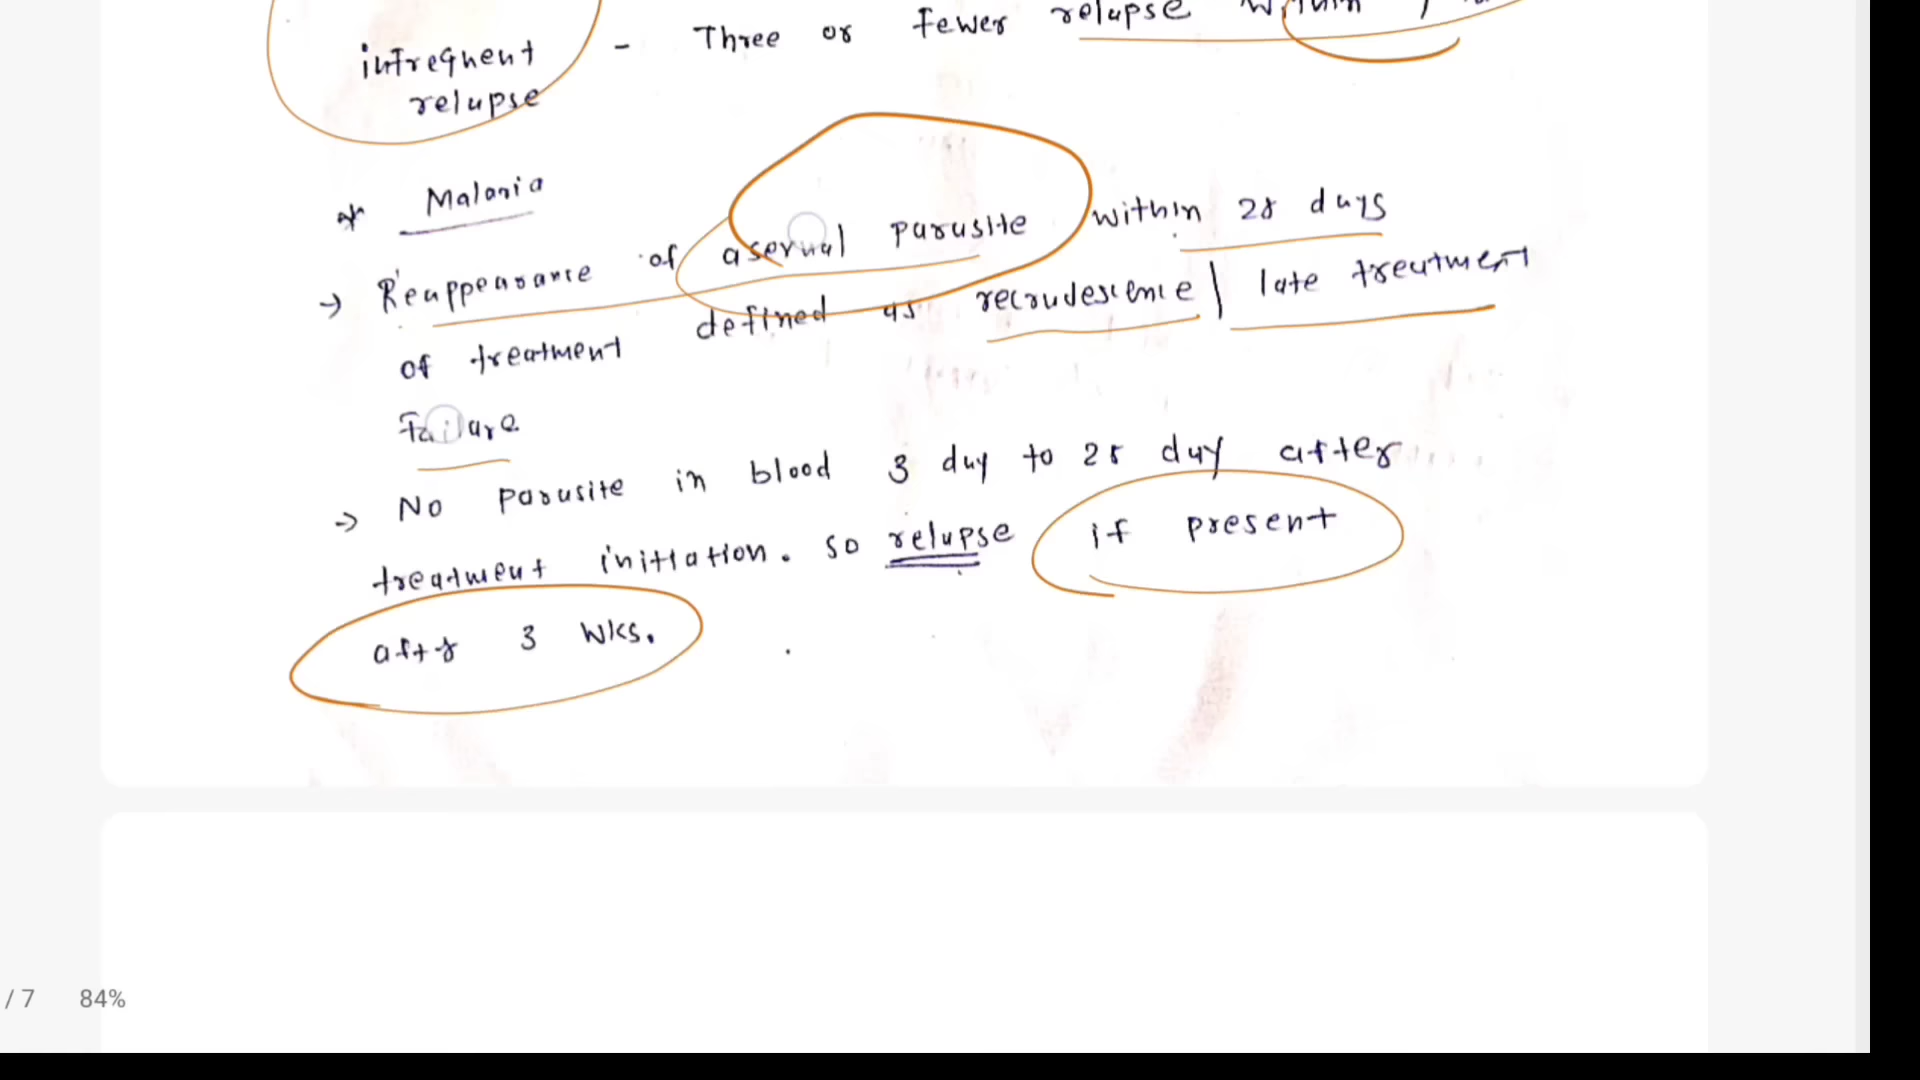 infrequent - Three or fewer relapse within 1
relapse
* Malaria
→ Reappearance of asexual parasite within 28 days
defined as recrudescence | late treatment
of treatment
Failure
→ No parasite in blood 3 day to 28 day after
treatment initiation. so relapse if present
after 3 wks.
/ 7 84%